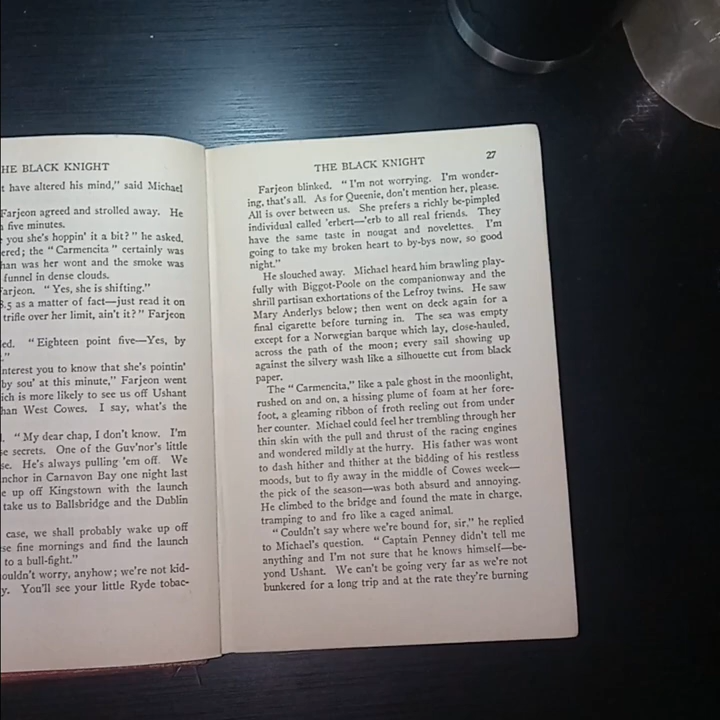 HE BLACK KNIGHT
t have altered his mind," said Michael
Farjeon agreed and strolled away. He
five minutes.
you she's hoppin' it a bit?" he asked.
ered; the "Carmencita" certainly was
han was her wont and the smoke was
funnel in dense clouds.
Farjeon. "Yes, she is shifting."
8.5 as a matter of fact—just read it on
trifle over her limit, ain't it?" Farjeon
ed. "Eighteen point five—Yes, by
"
nterest you to know that she's pointin'
by sou' at this minute," Farjeon went
ich is more likely to see us off Ushant
han West Cowes. I say, what's the
"My dear chap, I don't know. I'm
e secrets. One of the Guv'nor's little
se. He's always pulling 'em off. We
nchor in Carnavon Bay one night last
e up off Kingstown with the launch
take us to Ballsbridge and the Dublin
case, we shall probably wake up off
se fine mornings and find the launch
to a bull-fight."
ouldn't worry, anyhow; we're not kid-
y. You'll see your little Ryde tobac-
THE BLACK KNIGHT 27
Farjeon blinked. "I'm not worrying. I'm wonder-
ing, that's all. As for Queenie, don't mention her, please.
All is over between us. She prefers a richly be-pimpled
individual called 'erbert—'erb to all real friends. They
have the same taste in nougat and novelettes. I'm
going to take my broken heart to by-bys now, so good
night."
He slouched away. Michael heard him brawling play-
fully with Biggot-Poole on the companionway and the
shrill partisan exhortations of the Lefroy twins. He saw
Mary Anderlys below; then went on deck again for a
final cigarette before turning in. The sea was empty
except for a Norwegian barque which lay, close-hauled,
across the path of the moon; every sail showing up
against the silvery wash like a silhouette cut from black
paper.
The "Carmencita," like a pale ghost in the moonlight,
rushed on and on, a hissing plume of foam at her fore-
foot, a gleaming ribbon of froth reeling out from under
her counter. Michael could feel her trembling through her
thin skin with the pull and thrust of the racing engines
and wondered mildly at the hurry. His father was wont
to dash hither and thither at the bidding of his restless
moods, but to fly away in the middle of Cowes week—
the pick of the season—was both absurd and annoying.
He climbed to the bridge and found the mate in charge,
tramping to and fro like a caged animal.
"Couldn't say where we're bound for, sir," he replied
to Michael's question. "Captain Penney didn't tell me
anything and I'm not sure that he knows himself—be-
yond Ushant. We can't be going very far as we're not
bunkered for a long trip and at the rate they're burning